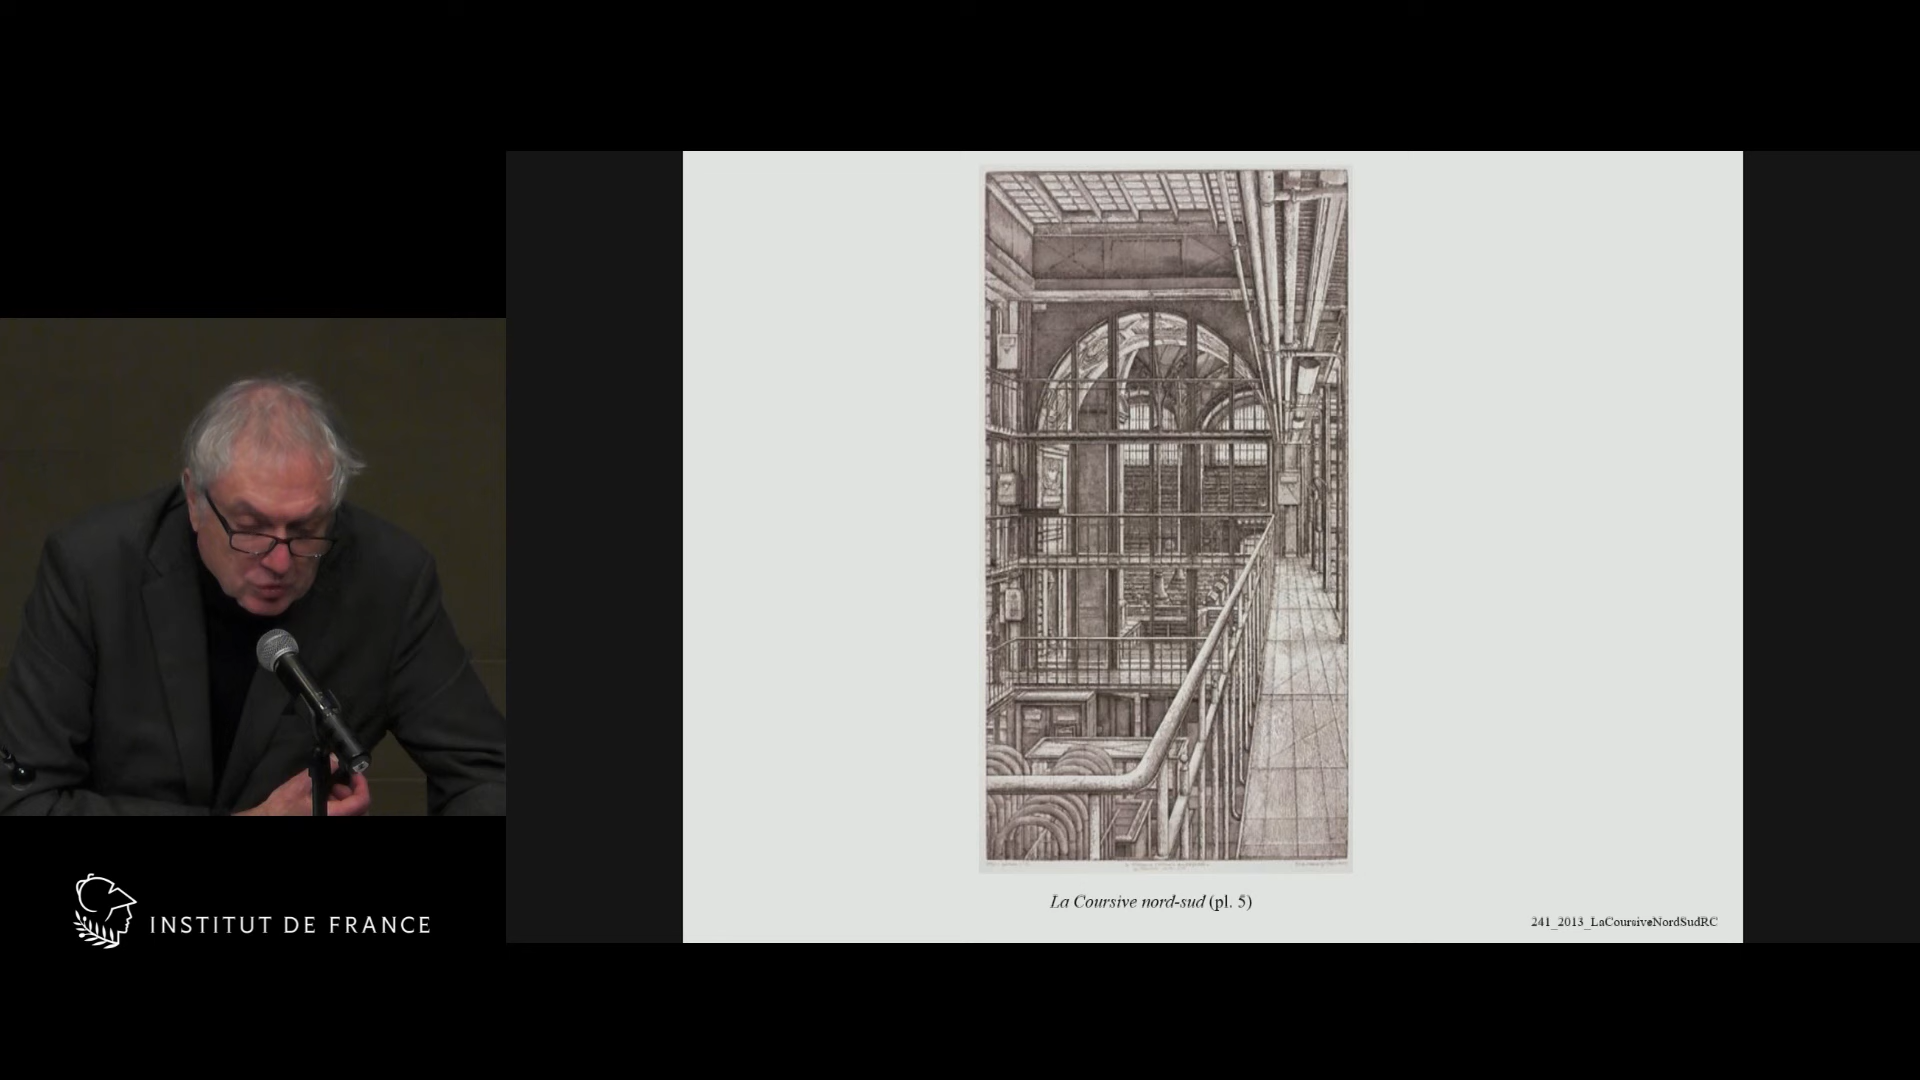 La Coursive nord-sud (pl. 5)
241_2013_LaCoursiveNordSudRC
INSTITUT DE FRANCE